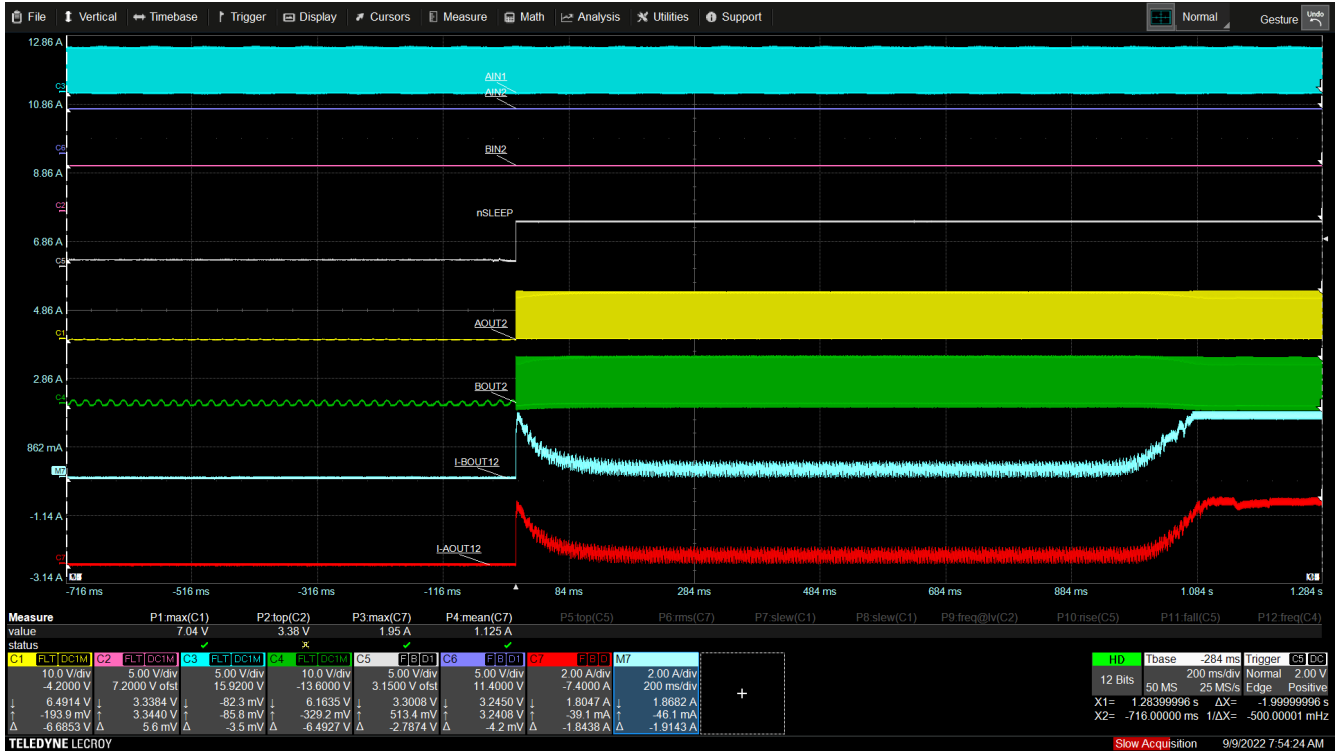 File Vertical Timebase Trigger Display Cursors Measure Math Analysis Utilities Support Normal Gesture Undo
12.86 A
C3
AIN1
AIN2
10.86 A
C6
BIN2
8.86 A
C2
nSLEEP
6.86 A
C5
4.86 A
AOUT2
C1
2.86 A
BOUT2
C4
862 mA
M7
I-BOUT12
-1.14 A
I-AOUT12
C7
-3.14 A
-716 ms -516 ms -316 ms -116 ms 84 ms 284 ms 484 ms 684 ms 884 ms 1.084 s 1.284 s
Measure P1:max(C1) P2:top(C2) P3:max(C7) P4:mean(C7) P5:top(C5) P6:rms(C7) P7:slew(C1) P8:slew(C1) P9:freq@lv(C2) P10:rise(C5) P11:fall(C1) P12:freq(C4)
value 7.04 V 3.38 V 1.95 A 1.125 A
status
C1 FLT DC1M C2 FLT DC1M C3 FLT DC1M C4 FLT DC1M C5 F B D1 C6 F B D1 C7 F B D M7 HD Tbase -284 ms Trigger C5 DC
10.0 V/div 5.00 V/div 5.00 V/div 10.0 V/div 5.00 V/div 5.00 V/div 2.00 A/div 2.00 A/div 12 Bits 200 ms/div Normal 2.00 V
-4.2000 V 7.2000 V ofst 15.9200 V -13.6000 V 3.1500 V ofst 11.4000 V -7.4000 A 200 ms/div 50 MS 25 MS/s Edge Positive
↓ 6.4914 V ↓ 3.3384 V ↓ -82.3 mV ↓ 6.1635 V ↓ 3.3008 V ↓ 3.2450 V ↓ 1.8047 A ↓ 1.8682 A X1= 1.28399996 s ΔX= -1.99999996 s
↑ -193.9 mV ↑ 3.3440 V ↑ -85.8 mV ↑ -329.2 mV ↑ 513.4 mV ↑ 3.2408 V ↑ -39.1 mA ↑ -46.1 mA X2= -716.00000 ms 1/ΔX= -500.00001 mHz
Δ -6.6853 V Δ 5.6 mV Δ -3.5 mV Δ -6.4927 V Δ -2.7874 V Δ -4.2 mV Δ -1.8438 A Δ -1.9143 A
TELEDYNE LECROY Slow Acquisition 9/9/2022 7:54:24 AM